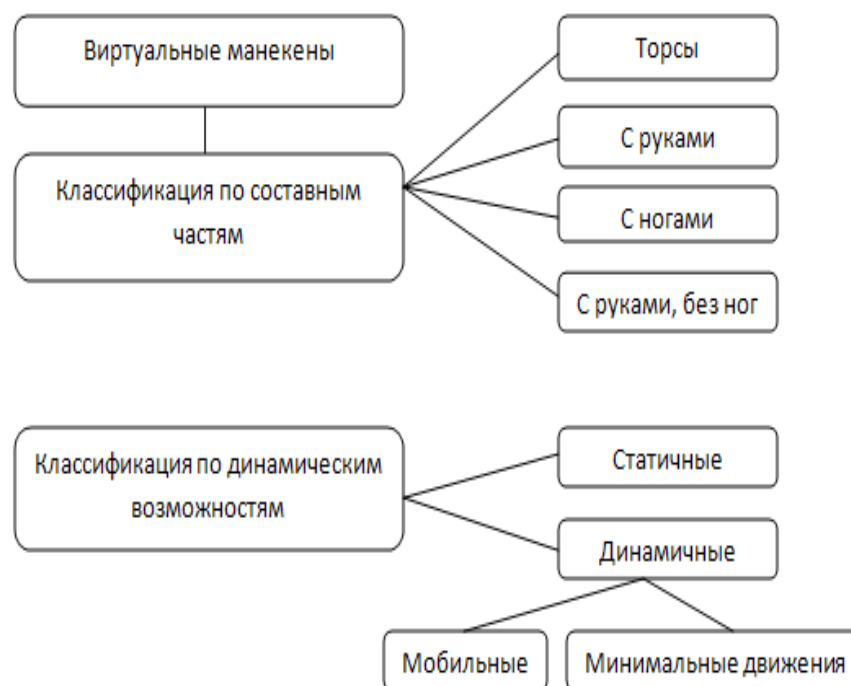 Виртуальные манекены
Классификация по составным
частям
Торсы
С руками
С ногами
С руками, без ног
Классификация по динамическим
возможностям
Статичные
Динамичные
Мобильные
Минимальные движения